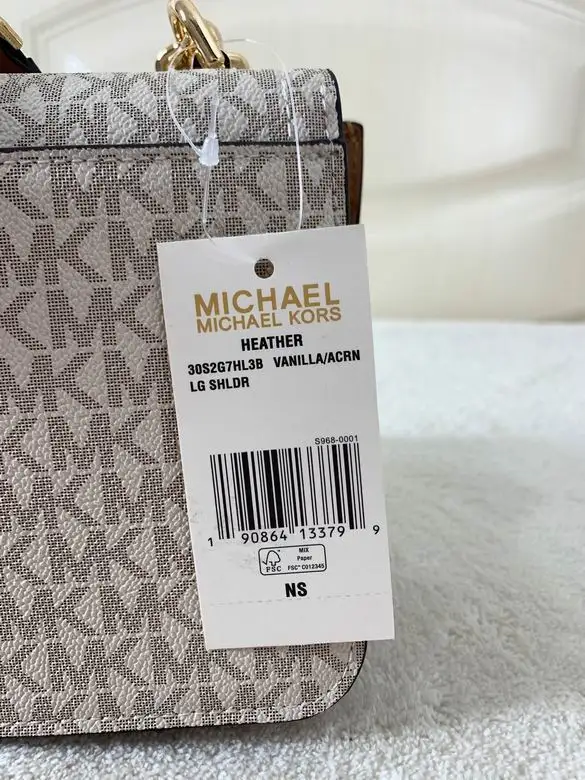 MICHAEL
MICHAEL KORS
HEATHER
30S2G7HL3B VANILLA/ACRN
LG SHLDR
S968-0001
1 90864 13379 9
FSC
MIX
Paper
FSC™ C012345
NS